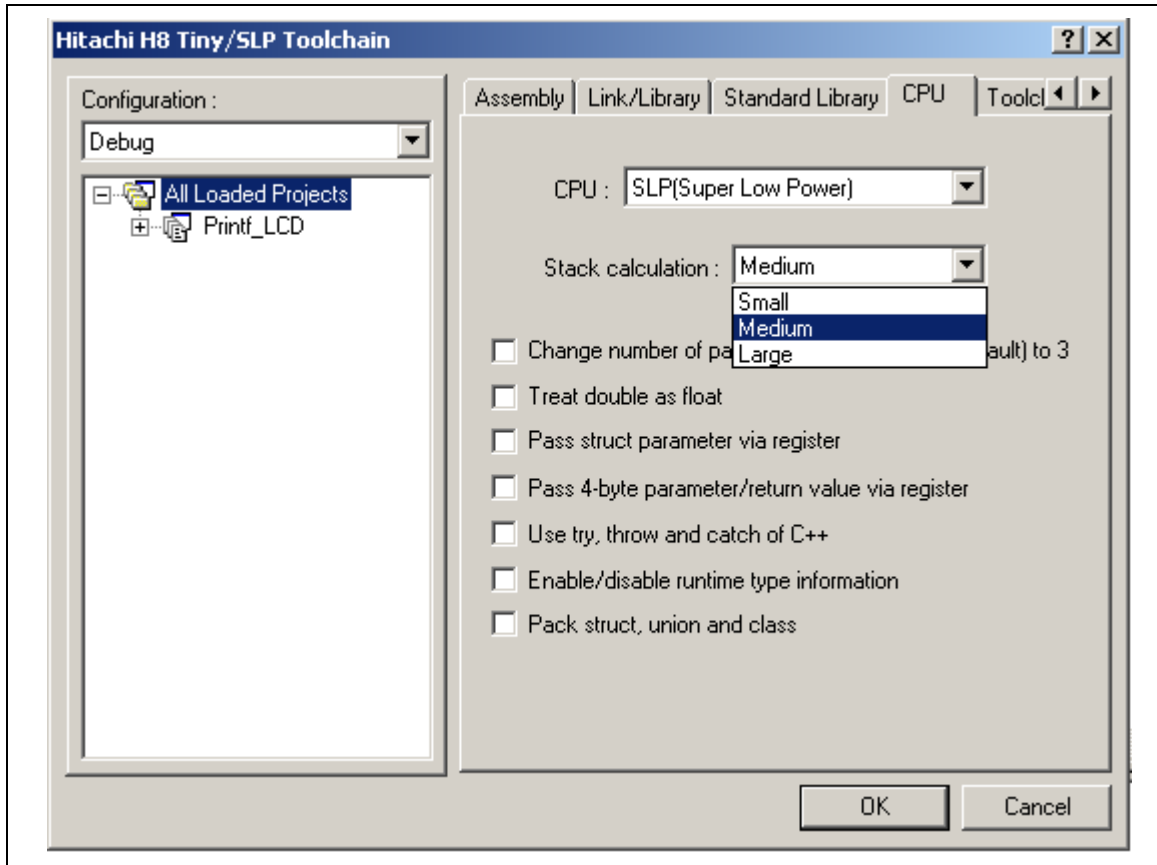 Hitachi H8 Tiny/SLP Toolchain
Configuration :
Debug
All Loaded Projects
Printf_LCD
Assembly Link/Library Standard Library CPU Toolcl
CPU : SLP(Super Low Power)
Stack calculation : Medium
Small
Medium
Large
Change number of pa ault) to 3
Treat double as float
Pass struct parameter via register
Pass 4-byte parameter/return value via register
Use try, throw and catch of C++
Enable/disable runtime type information
Pack struct, union and class
OK Cancel